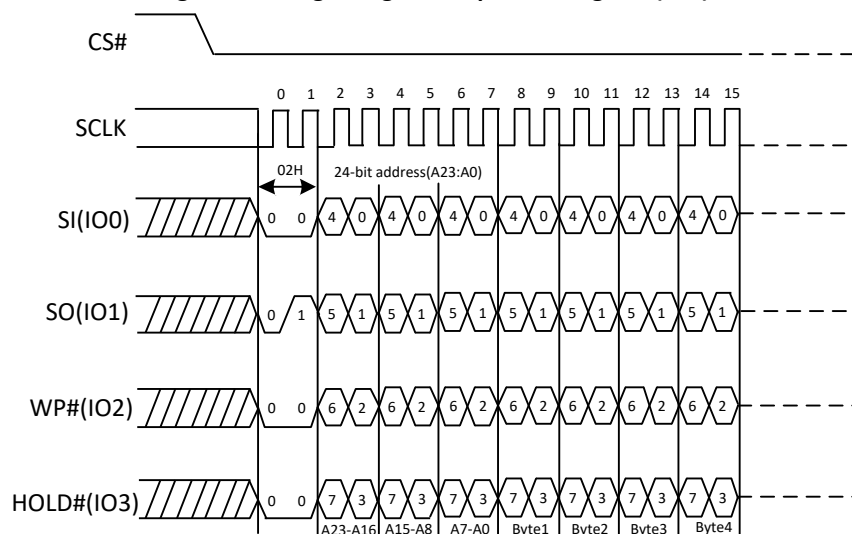 CS#
0 1 2 3 4 5 6 7 8 9 10 11 12 13 14 15
SCLK
02H 24-bit address(A23:A0)
SI(IO0) 0 0 4 0 4 0 4 0 4 0 4 0 4 0 4 0
SO(IO1) 0 1 5 1 5 1 5 1 5 1 5 1 5 1 5 1
WP#(IO2) 0 0 6 2 6 2 6 2 6 2 6 2 6 2 6 2
HOLD#(IO3) 0 0 7 3 7 3 7 3 7 3 7 3 7 3 7 3
A23-A16 A15-A8 A7-A0 Byte1 Byte2 Byte3 Byte4